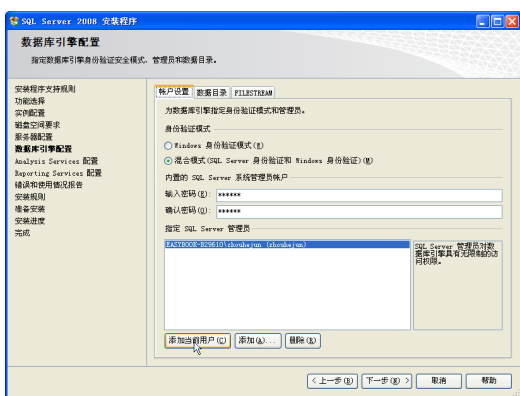 SQL Server 2008 安装程序
数据库引擎配置
指定数据库引擎身份验证安全模式、管理员和数据目录。
安装程序支持规则
功能选择
实例配置
磁盘空间要求
服务器配置
数据库引擎配置
Analysis Services 配置
Reporting Services 配置
错误和使用情况报告
安装规则
准备安装
安装进度
完成
帐户设置 数据目录 FILESTREAM
为数据库引擎指定身份验证模式和管理员。
身份验证模式
Windows 身份验证模式(W)
混合模式(SQL Server 身份验证和 Windows 身份验证)(M)
内置的 SQL Server 系统管理员帐户
输入密码(E): ******
确认密码(O): ******
指定 SQL Server 管理员
EASYBOOK-B29610\zhouhejun (zhouhejun)
SQL Server 管理员对数
据库引擎具有无限制的访
问权限。
添加当前用户(C) 添加(A)... 删除(R)
< 上一步(B) 下一步(N) > 取消 帮助